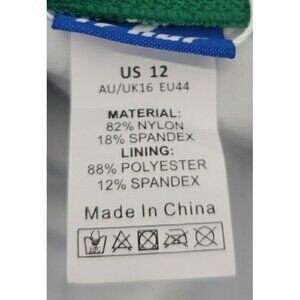 US 12
AU/UK16 EU44
MATERIAL:
82% NYLON
18% SPANDEX
LINING:
88% POLYESTER
12% SPANDEX
Made In China